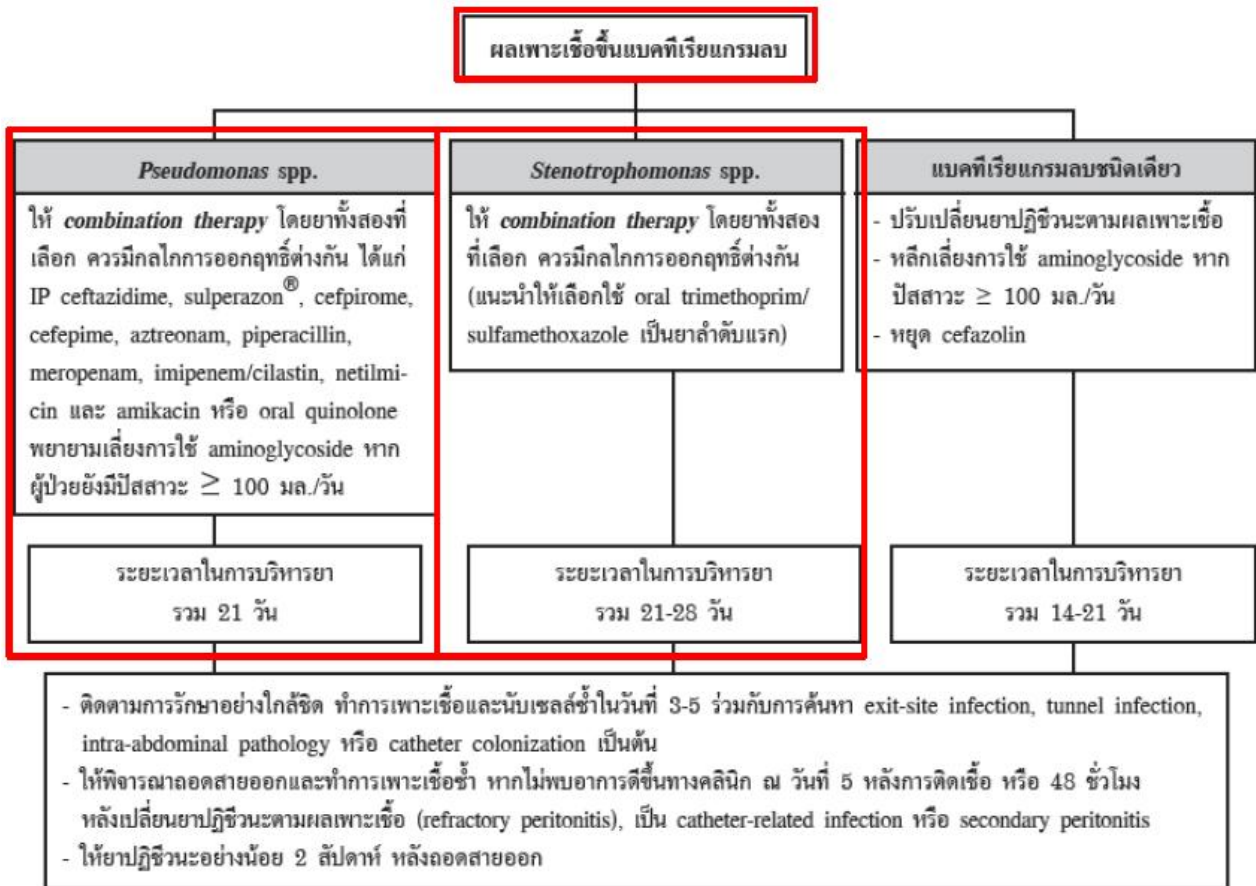 ผลเพาะเชื้อขึ้นแบคทีเรียแกรมลบ
Pseudomonas spp.
ให้ combination therapy โดยยาทั้งสองที่
เลือก ควรมีกลไกการออกฤทธิ์ต่างกัน ได้แก่
IP ceftazidime, sulperazon®, cefpirome,
cefepime, aztreonam, piperacillin,
meropenam, imipenem/cilastin, netilmi-
cin และ amikacin หรือ oral quinolone
พยายามเลี่ยงการใช้ aminoglycoside หาก
ผู้ป่วยยังมีปัสสาวะ ≥ 100 มล./วัน
ระยะเวลาในการบริหารยา
รวม 21 วัน
Stenotrophomonas spp.
ให้ combination therapy โดยยาทั้งสอง
ที่เลือก ควรมีกลไกการออกฤทธิ์ต่างกัน
(แนะนำให้เลือกใช้ oral trimethoprim/
sulfamethoxazole เป็นยาลำดับแรก)
ระยะเวลาในการบริหารยา
รวม 21-28 วัน
แบคทีเรียแกรมลบชนิดเดียว
- ปรับเปลี่ยนยาปฏิชีวนะตามผลเพาะเชื้อ
- หลีกเลี่ยงการใช้ aminoglycoside หาก
ปัสสาวะ ≥ 100 มล./วัน
- หยุด cefazolin
ระยะเวลาในการบริหารยา
รวม 14-21 วัน
- ติดตามการรักษาอย่างใกล้ชิด ทำการเพาะเชื้อและนับเซลล์ซ้ำในวันที่ 3-5 ร่วมกับการค้นหา exit-site infection, tunnel infection,
intra-abdominal pathology หรือ catheter colonization เป็นต้น
- ให้พิจารณาถอดสายออกและทำการเพาะเชื้อซ้ำ หากไม่พบอาการดีขึ้นทางคลินิก ณ วันที่ 5 หลังการติดเชื้อ หรือ 48 ชั่วโมง
หลังเปลี่ยนยาปฏิชีวนะตามผลเพาะเชื้อ (refractory peritonitis), เป็น catheter-related infection หรือ secondary peritonitis
- ให้ยาปฏิชีวนะอย่างน้อย 2 สัปดาห์ หลังถอดสายออก